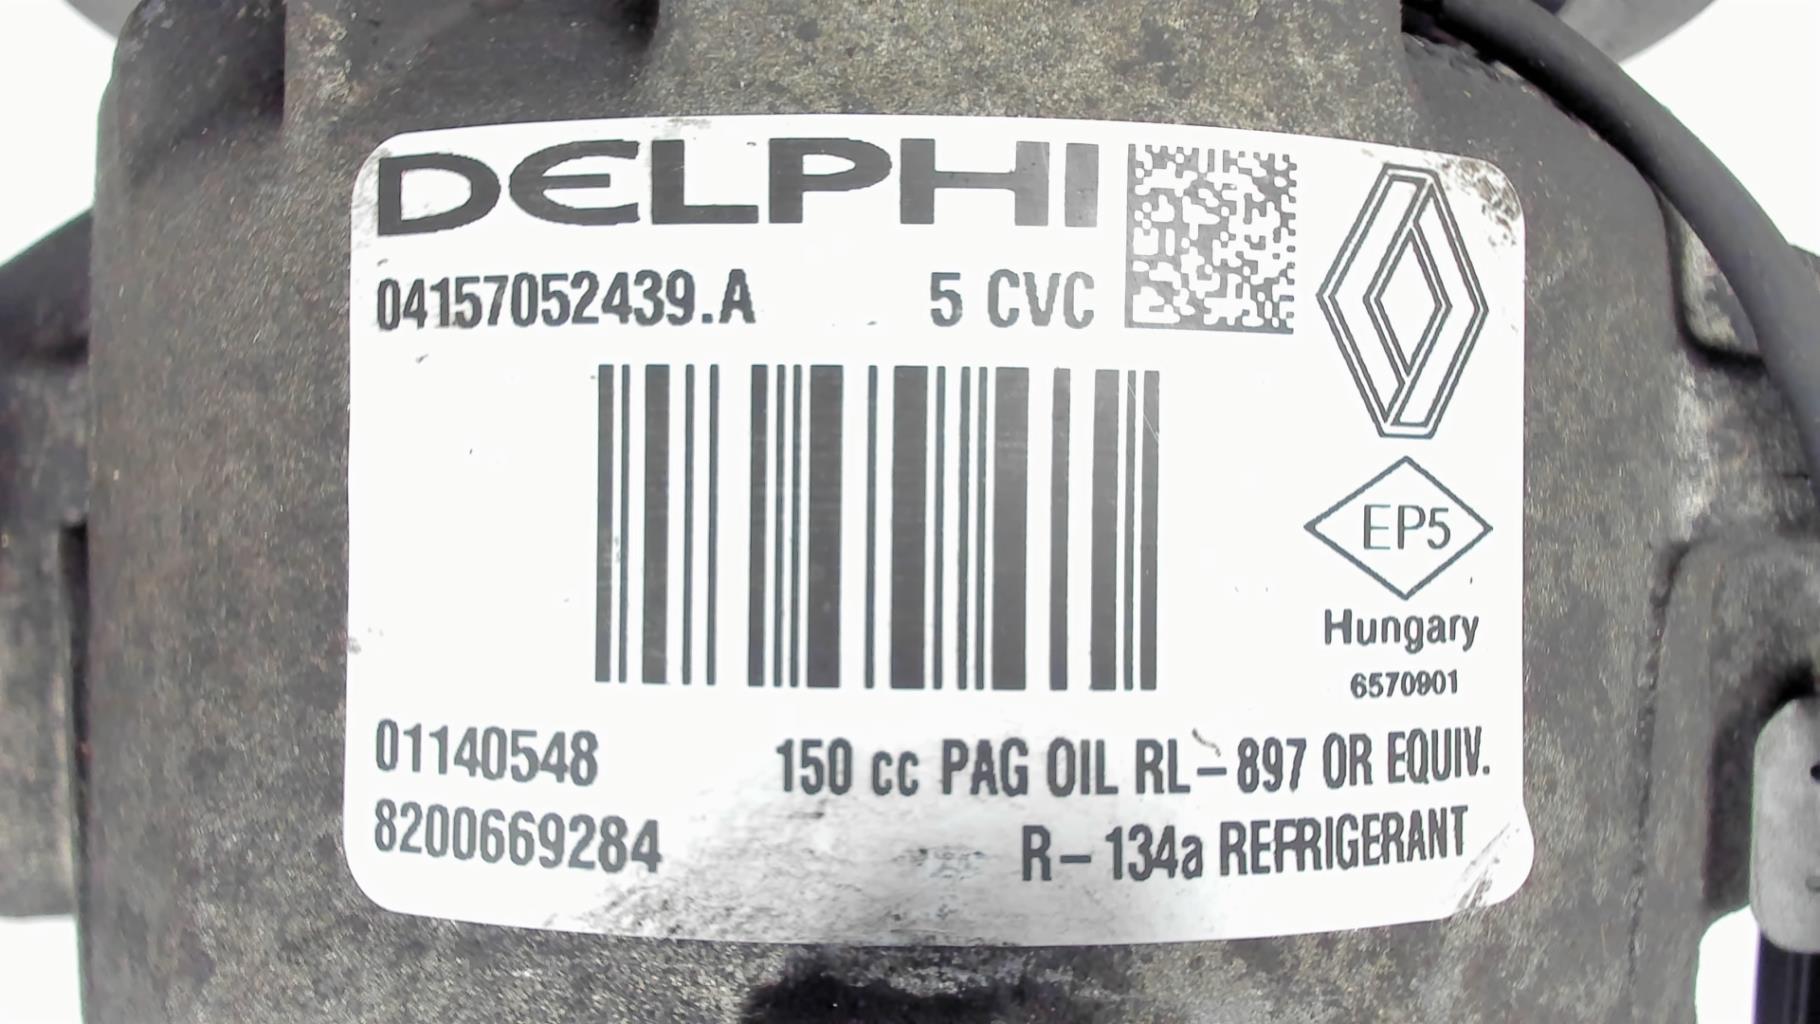 DELPHI
04157052439.A 5 CVC
EP5
Hungary
6570901
01140548 150 cc PAG OIL RL-897 OR EQUIV.
8200669284 R-134a REFRIGERANT